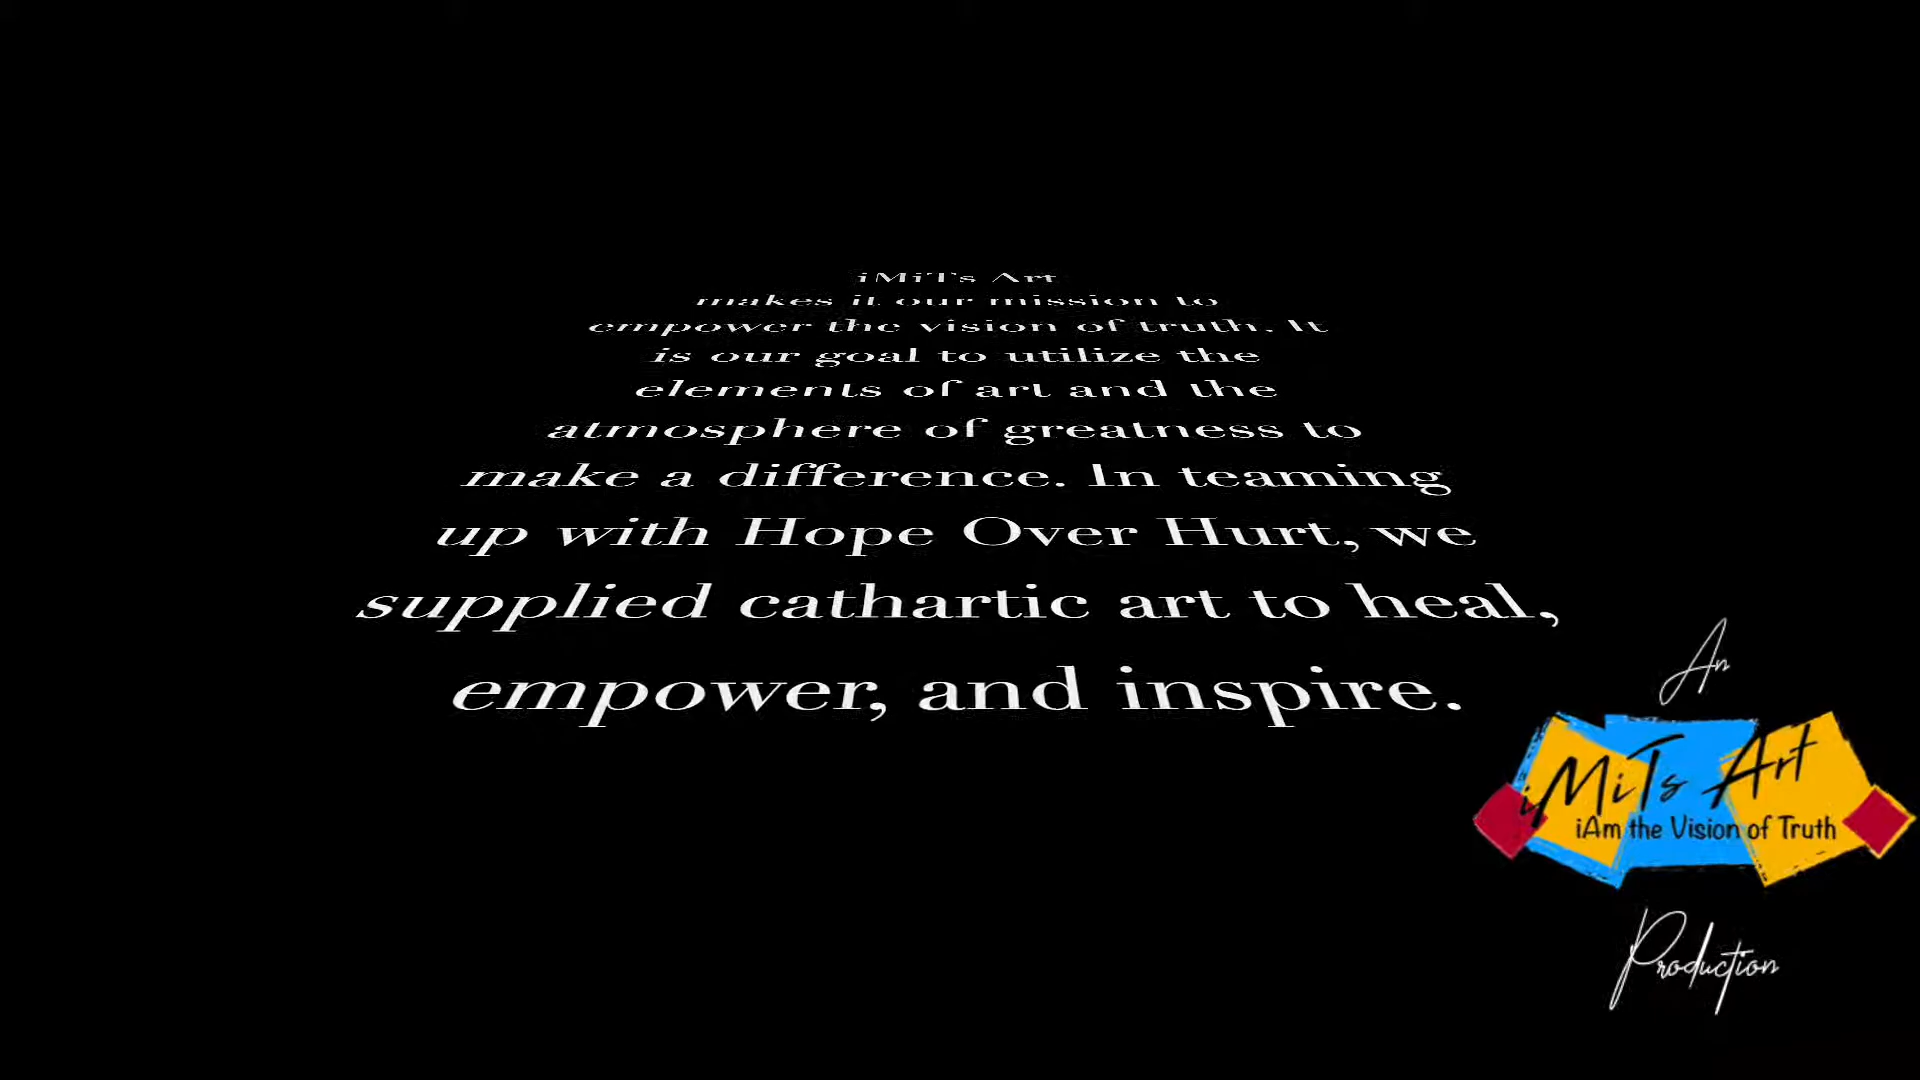 iMiTs Art
makes it our mission to
empower the vision of truth. It
is our goal to utilize the
elements of art and the
atmosphere of greatness to
make a difference. In teaming
up with Hope Over Hurt, we
supplied cathartic art to heal,
empower, and inspire.
An
iMiTs Art
iAm the Vision of Truth
Production